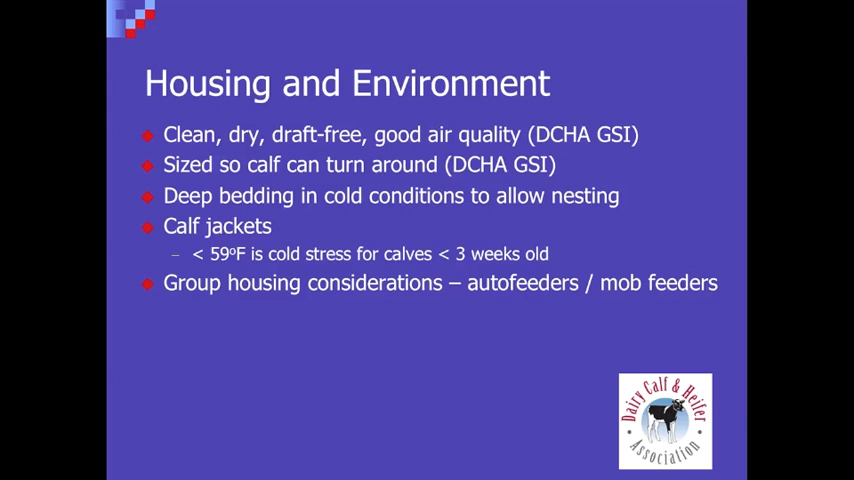 Housing and Environment
Clean, dry, draft-free, good air quality (DCHA GSI)
Sized so calf can turn around (DCHA GSI)
Deep bedding in cold conditions to allow nesting
Calf jackets
– < 59°F is cold stress for calves < 3 weeks old
Group housing considerations – autofeeders / mob feeders
Dairy Calf & Heifer
• Association •